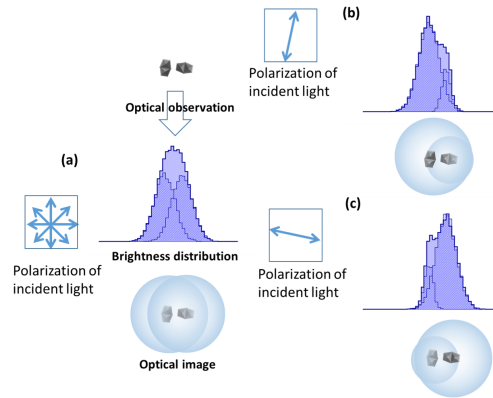 Optical observation
(a)
Polarization of
incident light
Brightness distribution
Optical image
(b)
Polarization of
incident light
(c)
Polarization of
incident light